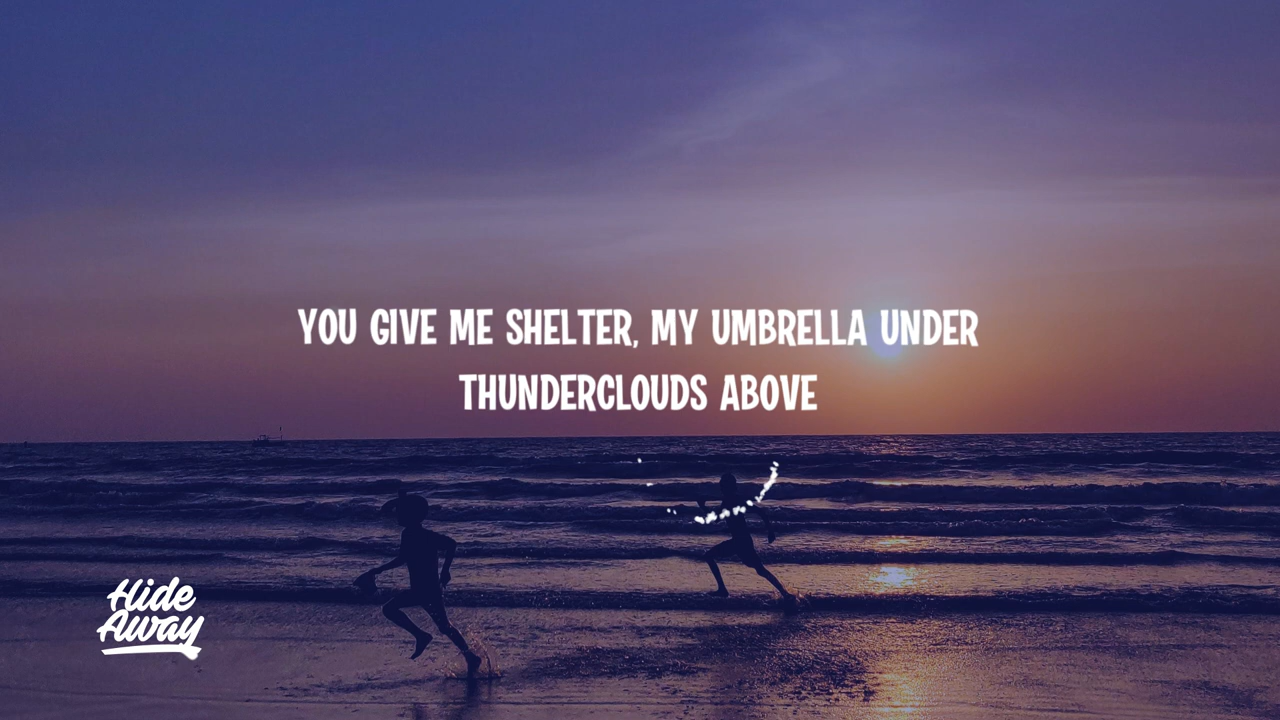 YOU GIVE ME SHELTER, MY UMBRELLA UNDER
THUNDERCLOUDS ABOVE
Hide
Away